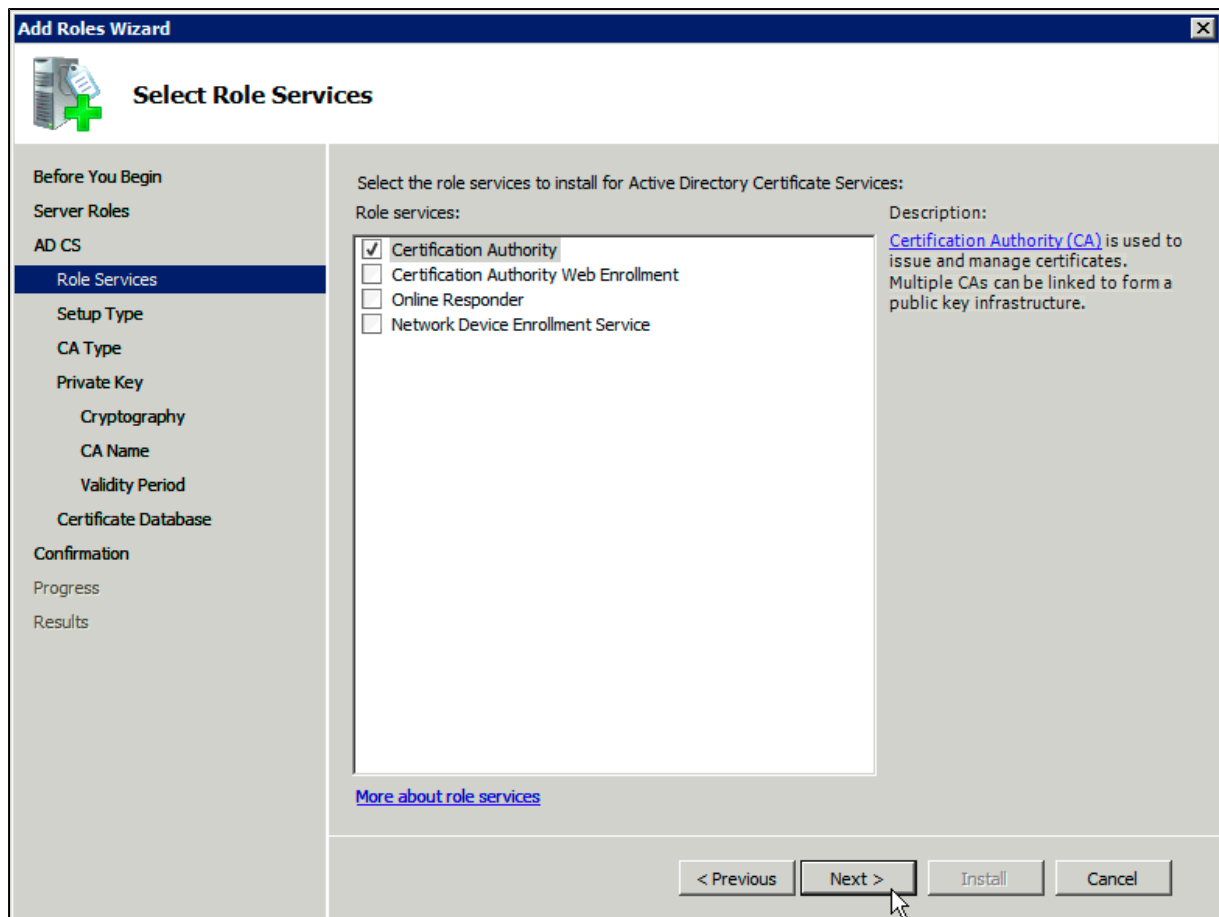 Add Roles Wizard
Select Role Services
Before You Begin
Server Roles
AD CS
Role Services
Setup Type
CA Type
Private Key
Cryptography
CA Name
Validity Period
Certificate Database
Confirmation
Progress
Results
Select the role services to install for Active Directory Certificate Services:
Role services:
Certification Authority
Certification Authority Web Enrollment
Online Responder
Network Device Enrollment Service
More about role services
Description:
Certification Authority (CA) is used to
issue and manage certificates.
Multiple CAs can be linked to form a
public key infrastructure.
< Previous
Next >
Install
Cancel